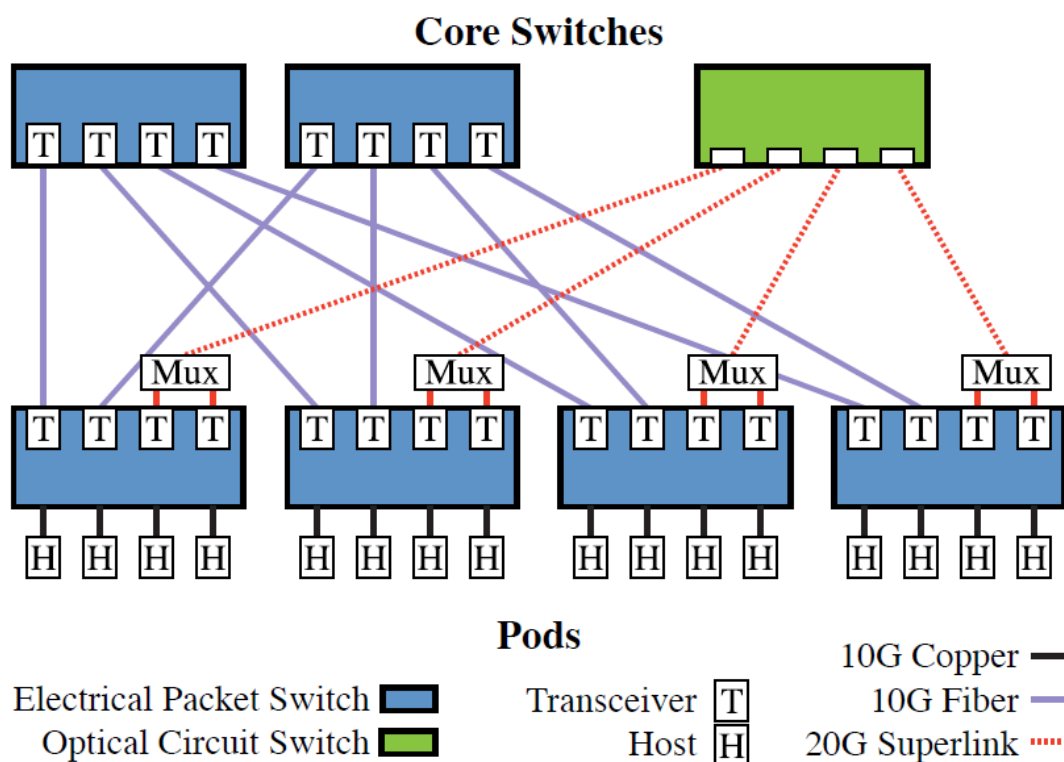 Core Switches
T T T T T T T T
Mux Mux Mux Mux
T T T T T T T T T T T T T T T T
H H H H H H H H H H H H H H H H
Pods
Electrical Packet Switch
Optical Circuit Switch
Transceiver T
Host H
10G Copper
10G Fiber
20G Superlink